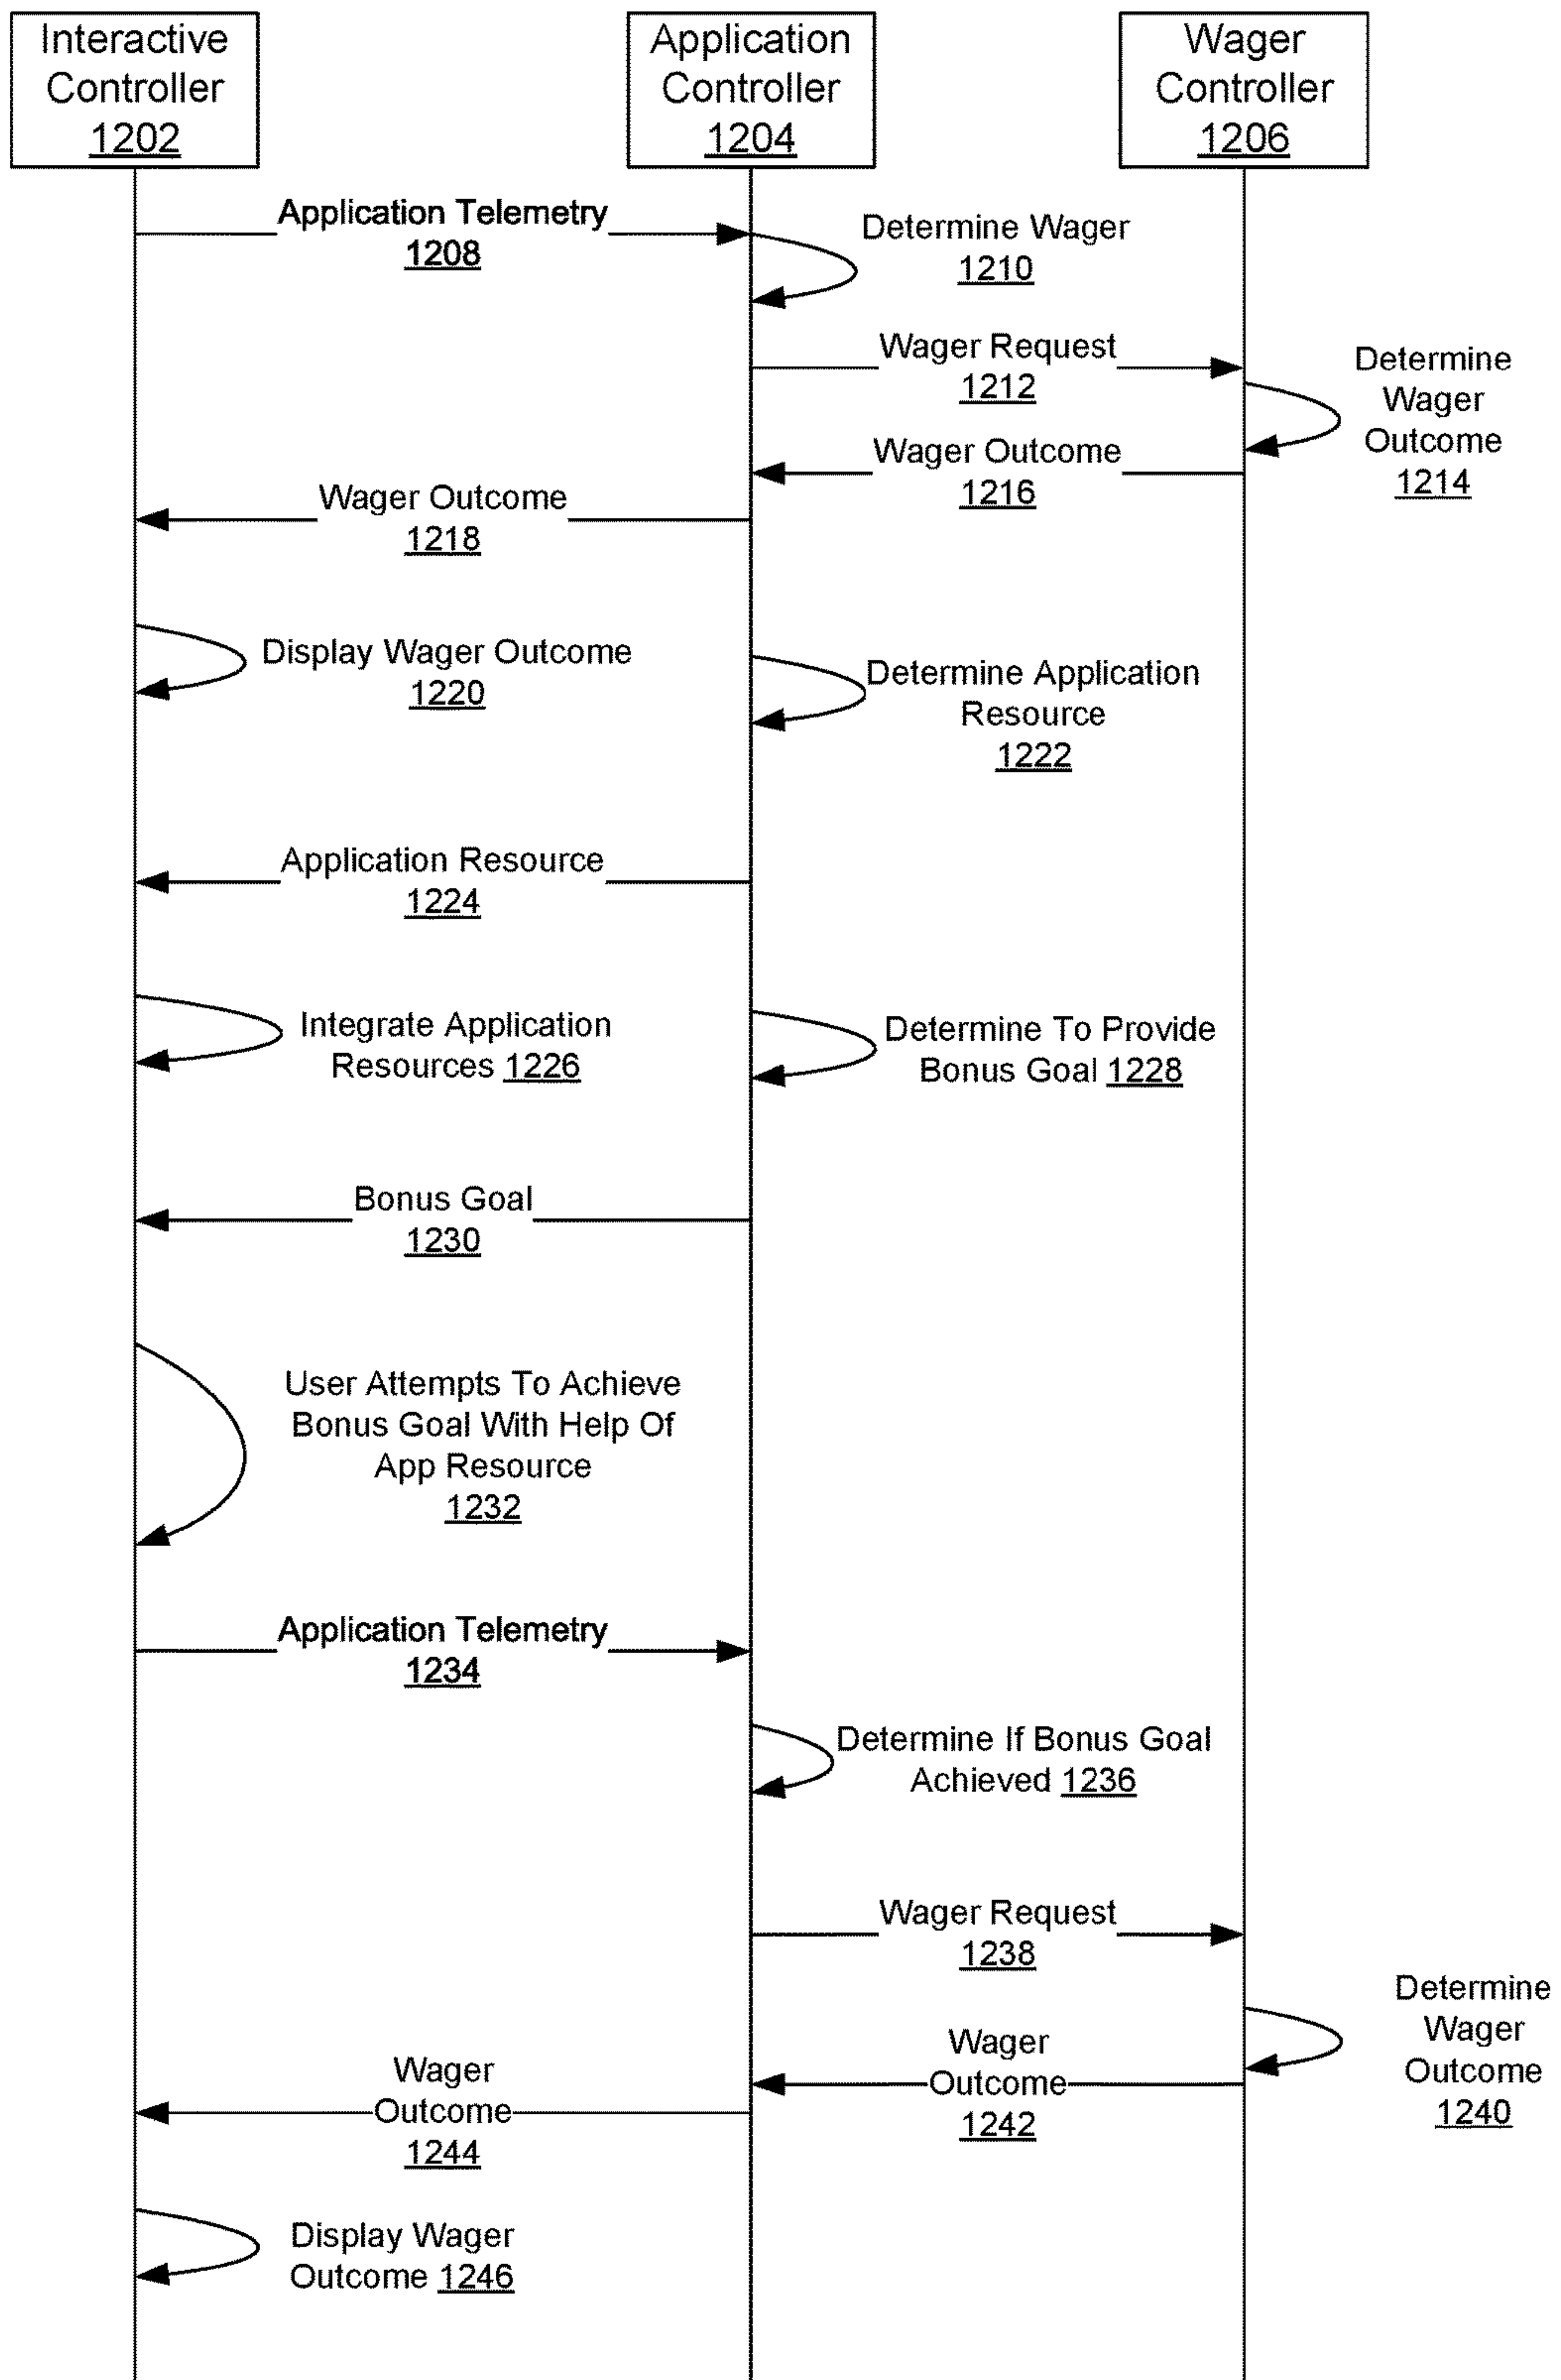 Interactive
Controller
1202
Application
Controller
1204
Wager
Controller
1206
Application Telemetry
1208
Determine Wager
1210
Wager Request
1212
Determine
Wager
Outcome
1214
Wager Outcome
1216
Wager Outcome
1218
Display Wager Outcome
1220
Determine Application
Resource
1222
Application Resource
1224
Integrate Application
Resources 1226
Determine To Provide
Bonus Goal 1228
Bonus Goal
1230
User Attempts To Achieve
Bonus Goal With Help Of
App Resource
1232
Application Telemetry
1234
Determine If Bonus Goal
Achieved 1236
Wager Request
1238
Determine
Wager
Outcome
1240
Wager
Outcome
1242
Wager
Outcome
1244
Display Wager
Outcome 1246